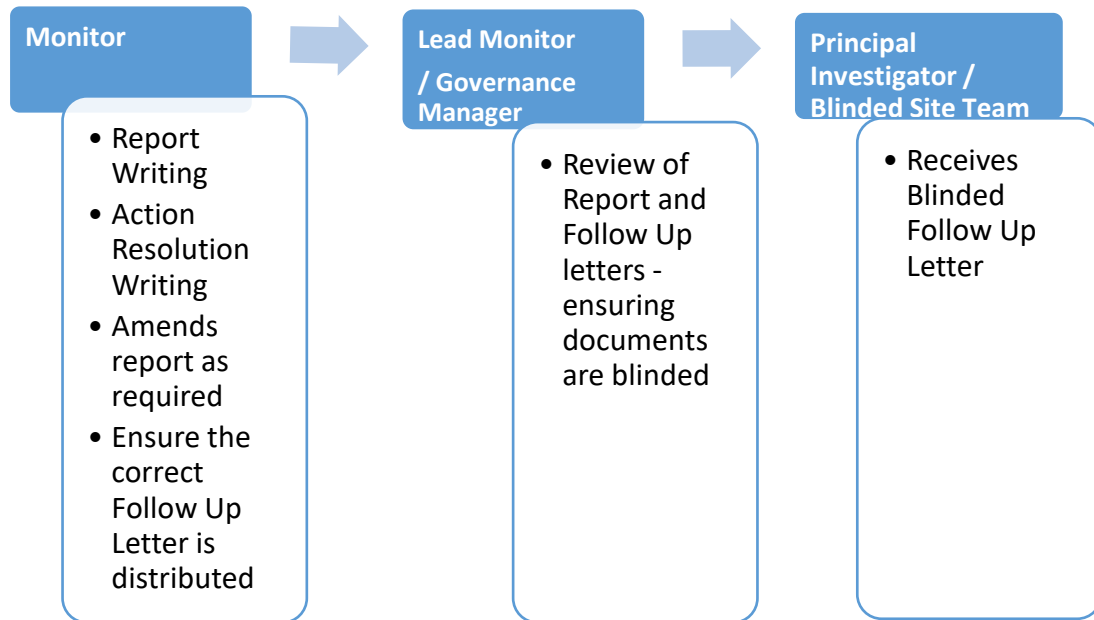 Monitor
• Report
Writing
• Action
Resolution
Writing
• Amends
report as
required
• Ensure the
correct
Follow Up
Letter is
distributed
Lead Monitor
/ Governance
Manager
• Review of
Report and
Follow Up
letters -
ensuring
documents
are blinded
Principal
Investigator /
Blinded Site Team
• Receives
Blinded
Follow Up
Letter